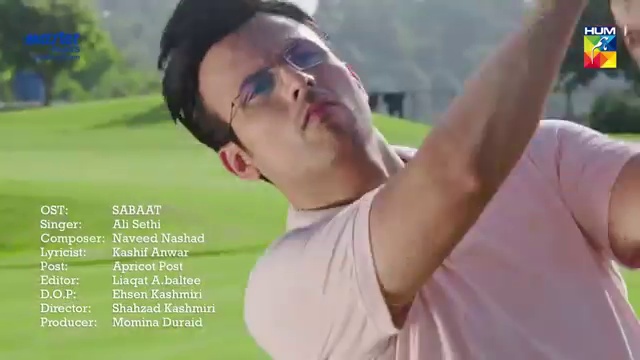 HUM
OST: SABAAT
Singer: Ali Sethi
Composer: Naveed Nashad
Lyricist: Kashif Anwar
Post: Apricot Post
Editor: Liaqat A.baltee
D.O.P: Ehsen Kashmiri
Director: Shahzad Kashmiri
Producer: Momina Duraid